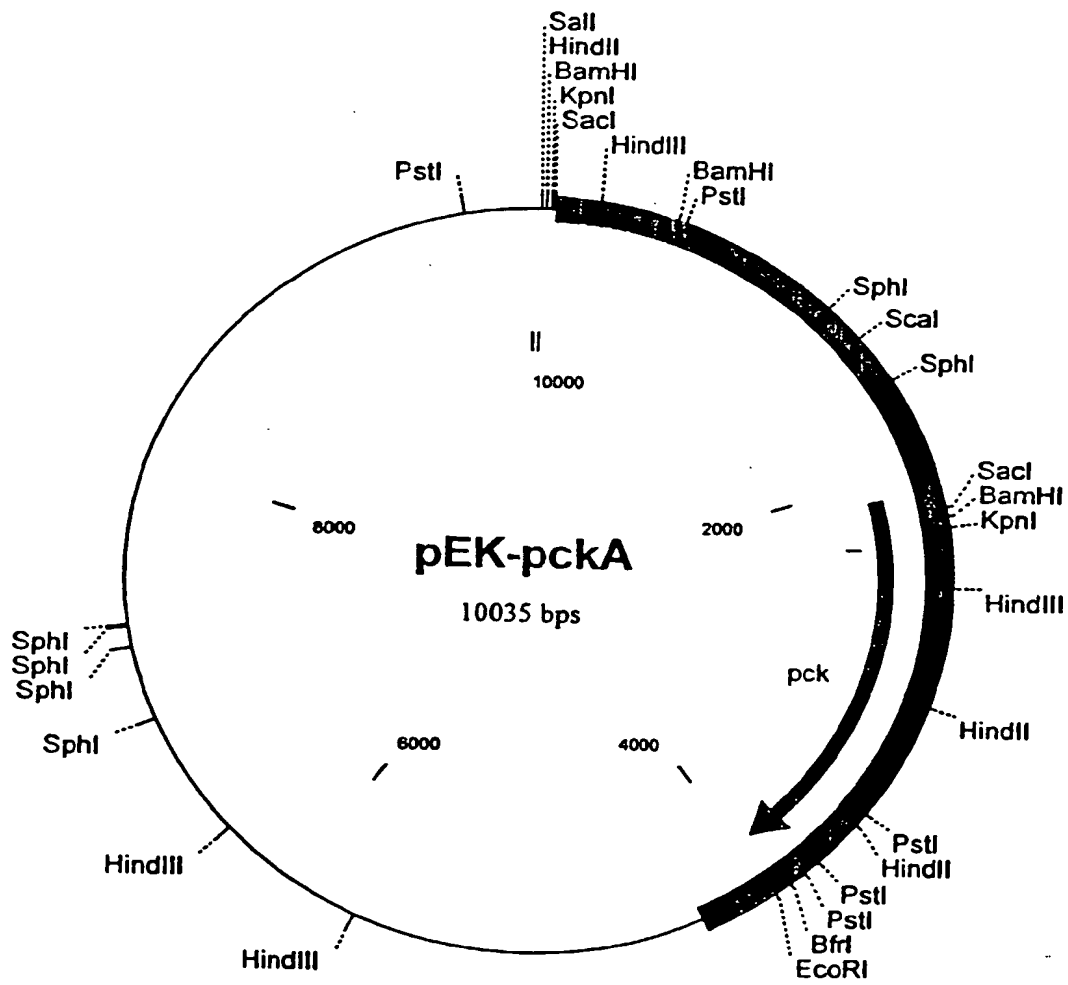 SalI
HindII
BamHI
KpnI
SacI
HindIII
BamHI
PstI
PstI
SphI
ScaI
SphI
10000
SacI
BamHI
KpnI
8000
2000
pEK-pckA
10035 bps
HindIII
SphI
SphI
SphI
pck
HindII
SphI
6000
4000
PstI
HindII
HindIII
PstI
PstI
BfrI
HindIII
EcoRI